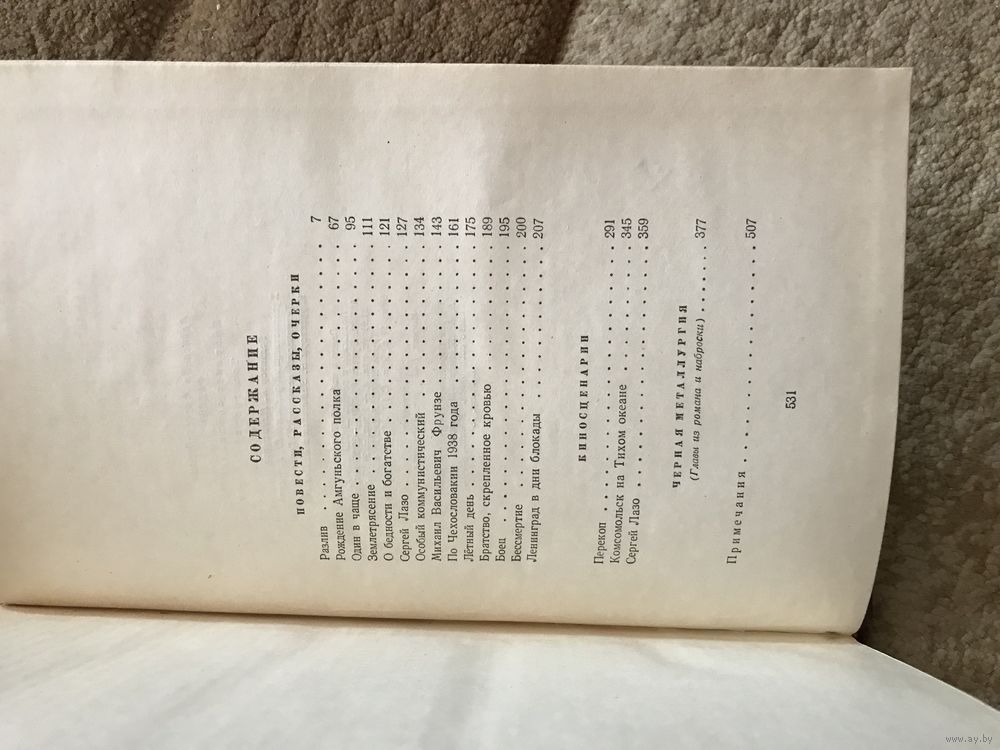 СОДЕРЖАНИЕ
ПОВЕСТИ, РАССКАЗЫ, ОЧЕРКИ
Разлив . . . . . . . . . . . . . . . . . . 7
Рождение Амгуньского полка . . . . . . . . . 67
Один в чаще . . . . . . . . . . . . . . . 95
Землетрясение . . . . . . . . . . . . . . 111
О бедности и богатстве . . . . . . . . . . . 121
Сергей Лазо . . . . . . . . . . . . . . . 127
Особый коммунистический . . . . . . . . . . 134
Михаил Васильевич Фрунзе . . . . . . . . . 143
По Чехословакии 1938 года . . . . . . . . . 161
Лётный день . . . . . . . . . . . . . . . 175
Братство, скрепленное кровью . . . . . . . . 189
Боец . . . . . . . . . . . . . . . . . . 195
Бессмертие . . . . . . . . . . . . . . . . 200
Ленинград в дни блокады . . . . . . . . . . 207
КИНОСЦЕНАРИИ
Перекоп . . . . . . . . . . . . . . . . . 291
Комсомольск на Тихом океане . . . . . . . . 345
Сергей Лазо . . . . . . . . . . . . . . . 359
ЧЕРНАЯ МЕТАЛЛУРГИЯ
(Главы из романа и наброски) . . . . . . . 377
Примечания . . . . . . . . . . . . . . . 507
531
www.ay.by